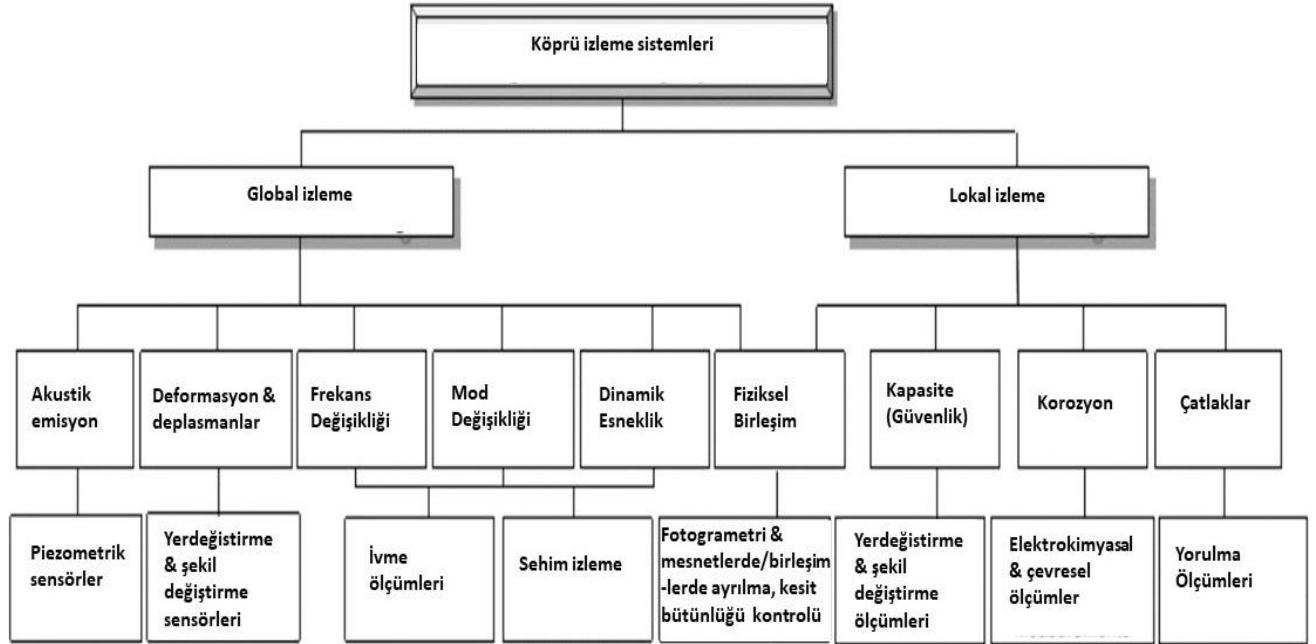 Köprü izleme sistemleri
Global izleme
Lokal izleme
Akustik
emisyon
Deformasyon &
deplasmanlar
Frekans
Değişikliği
Mod
Değişikliği
Dinamik
Esneklik
Fiziksel
Birleşim
Kapasite
(Güvenlik)
Korozyon
Çatlaklar
Piezometrik
sensörler
Yerdeğistirme
& şekil
değiştirme
sensörleri
İvme
ölçümleri
Sehim izleme
Fotogrametri &
mesnetlerde/birleşim
-lerde ayrılma, kesit
bütünlüğü kontrolü
Yerdeğistirme
& şekil
değiştirme
ölçümleri
Elektrokimyasal
& çevresel
ölçümler
Yorulma
Ölçümleri